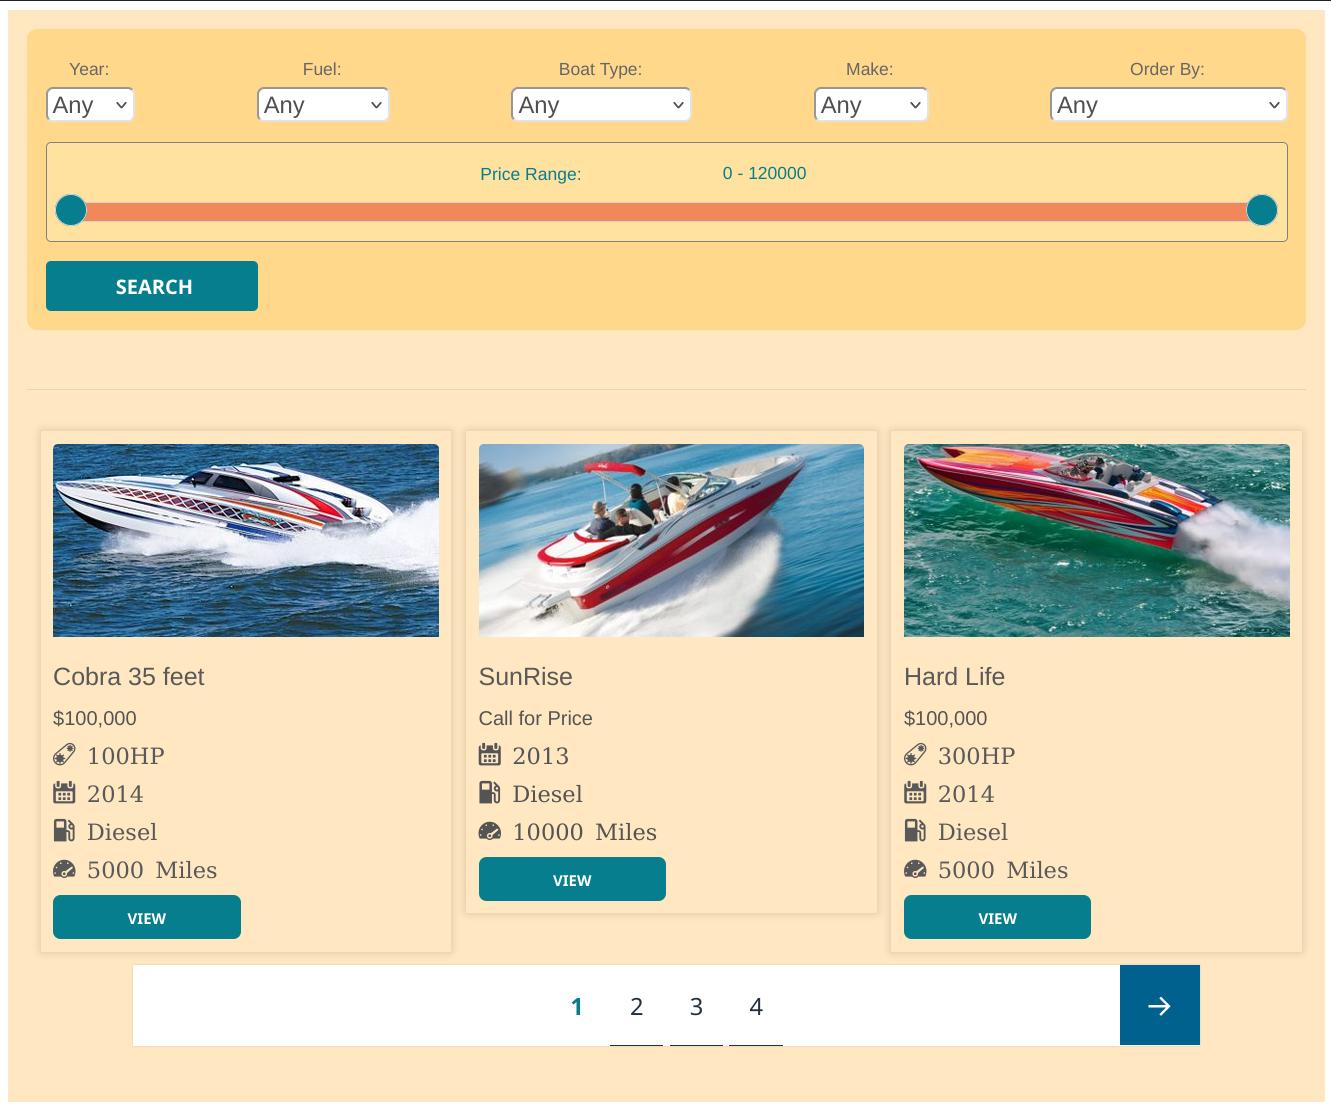 Year:
Fuel:
Boat Type:
Make:
Order By:
Any
Any
Any
Any
Any
Price Range:
0 - 120000
SEARCH
Cobra 35 feet
$100,000
100HP
2014
Diesel
5000 Miles
VIEW
SunRise
Call for Price
2013
Diesel
10000 Miles
VIEW
Hard Life
$100,000
300HP
2014
Diesel
5000 Miles
VIEW
1 2 3 4